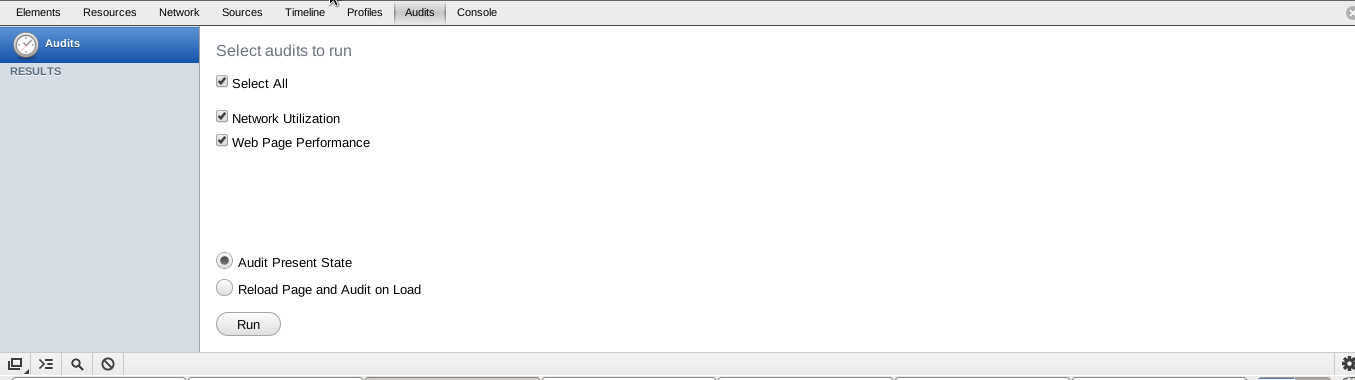 Elements Resources Network Sources Timeline Profiles Audits Console
Audits
RESULTS
Select audits to run
Select All
Network Utilization
Web Page Performance
Audit Present State
Reload Page and Audit on Load
Run